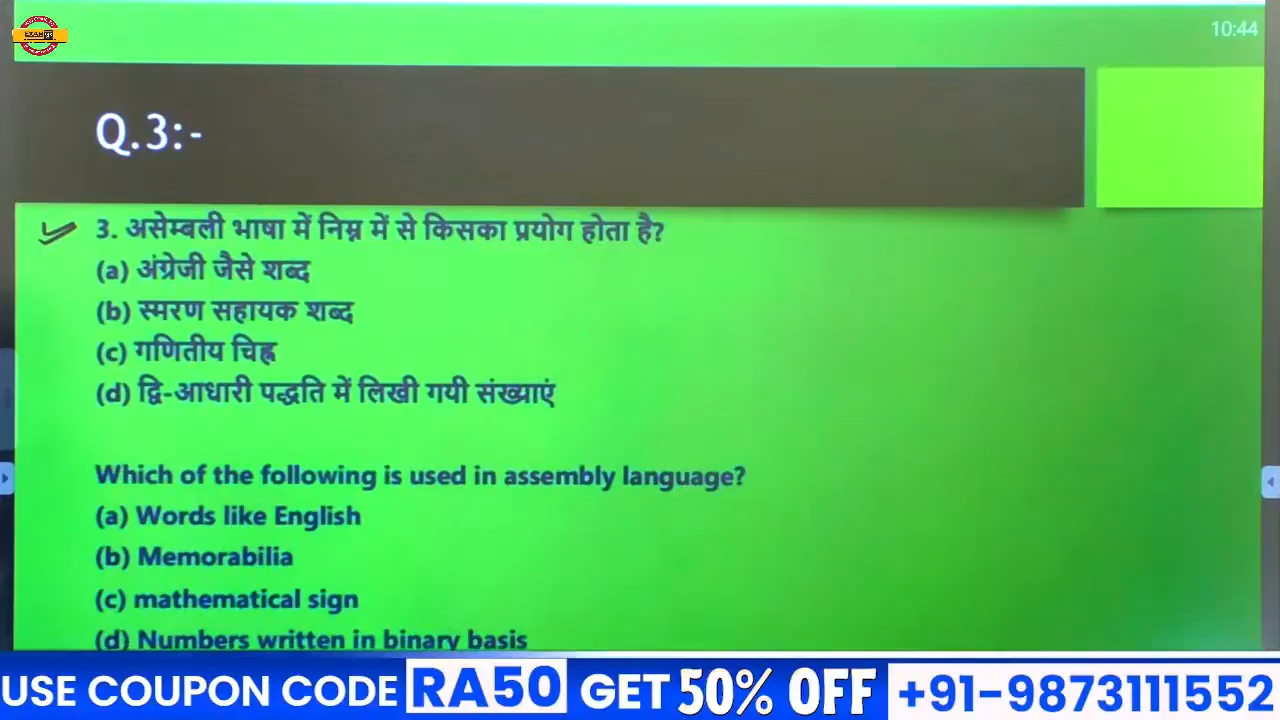 10:44
Q.3:-
3. असेम्बली भाषा में निम्न में से किसका प्रयोग होता है?
(a) अंग्रेजी जैसे शब्द
(b) स्मरण सहायक शब्द
(c) गणितीय चिह्न
(d) द्वि-आधारी पद्धति में लिखी गयी संख्याएं
Which of the following is used in assembly language?
(a) Words like English
(b) Memorabilia
(c) mathematical sign
(d) Numbers written in binary basis
USE COUPON CODE RA50 GET 50% OFF +91-9873111552